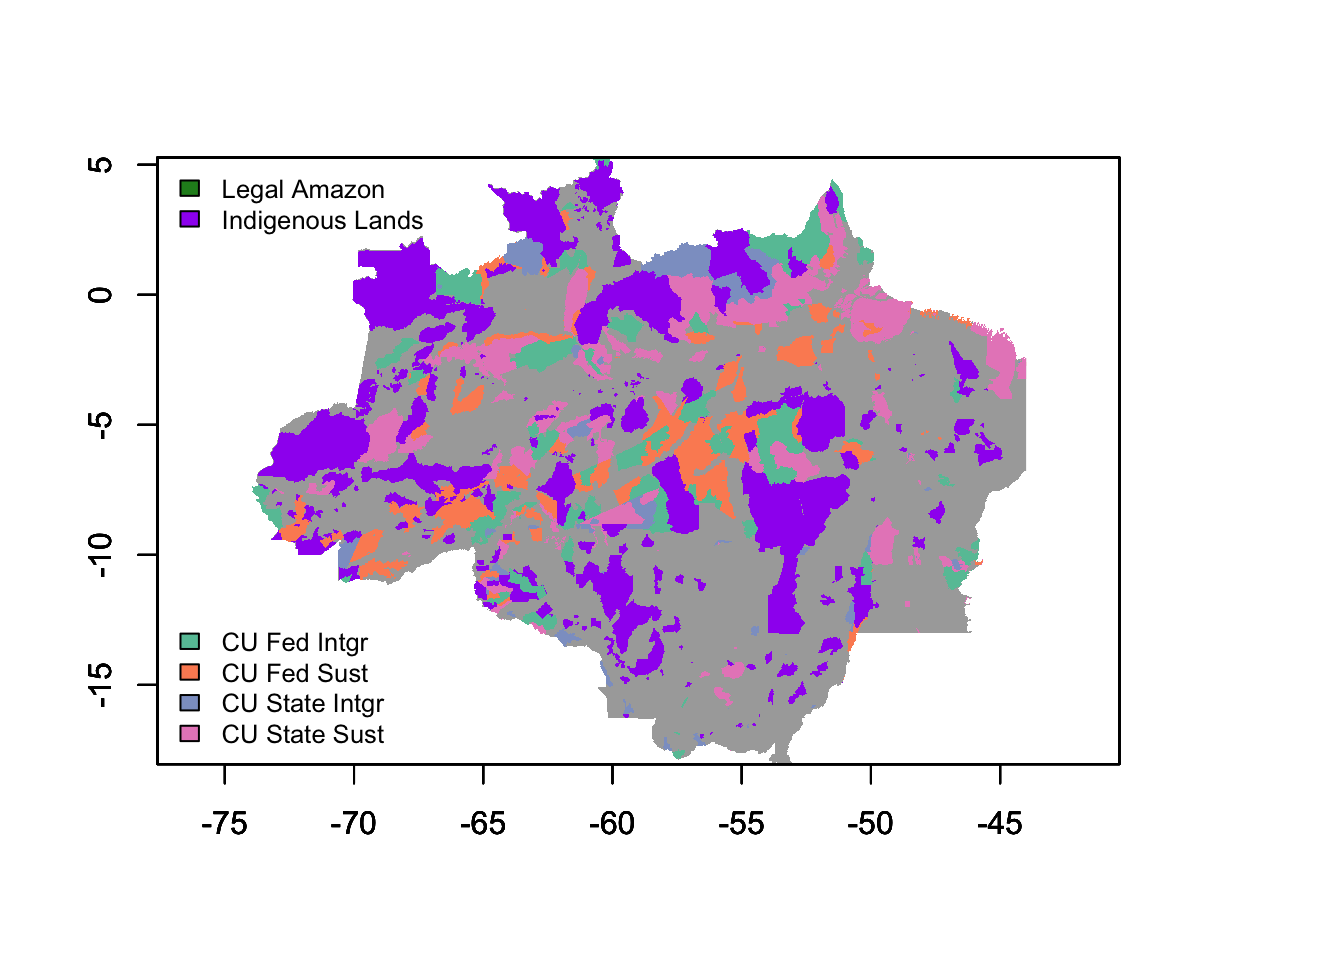 5
0
-5
-10
-15
Legal Amazon
Indigenous Lands
CU Fed Intgr
CU Fed Sust
CU State Intgr
CU State Sust
-75 -70 -65 -60 -55 -50 -45